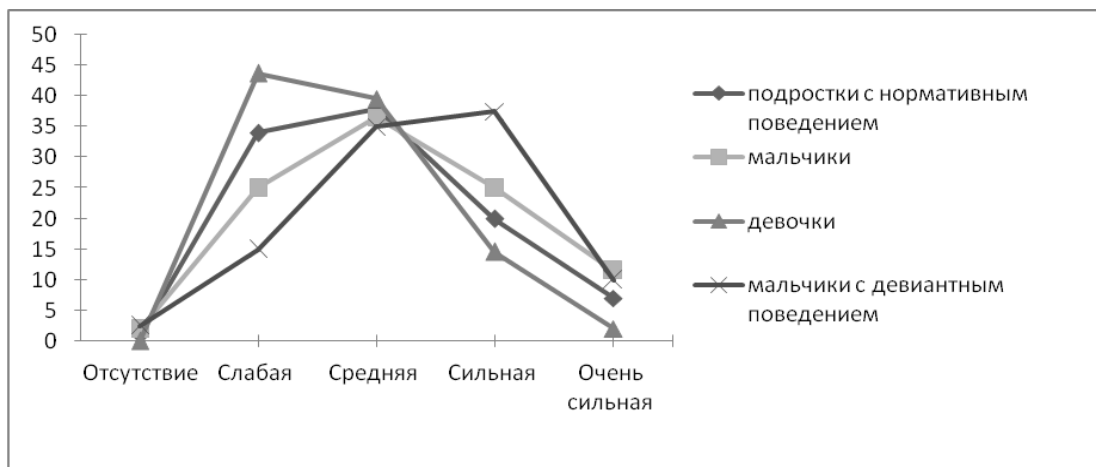 50
45
40
35
30
25
20
15
10
5
0
Отсутствие Слабая Средняя Сильная Очень
сильная
подростки с нормативным
поведением
мальчики
девочки
мальчики с девиантным
поведением